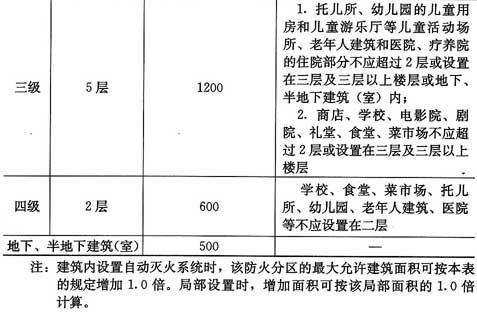 1. 托儿所、幼儿园的儿童用
房和儿童游乐厅等儿童活动场
所、老年人建筑和医院、疗养院
的住院部分不应超过 2 层或设置
在三层及三层以上楼层或地下、
半地下建筑（室）内；
2. 商店、学校、电影院、剧
院、礼堂、食堂、菜市场不应超
过 2 层或设置在三层及三层以上
楼层
三级
5 层
1200
学校、食堂、菜市场、托儿
所、幼儿园、老年人建筑、医院
等不应设置在二层
四级
2 层
600
地下、半地下建筑(室)
500
—
注：建筑内设置自动灭火系统时，该防火分区的最大允许建筑面积可按本表
的规定增加 1.0 倍。局部设置时，增加面积可按该局部面积的 1.0 倍
计算。